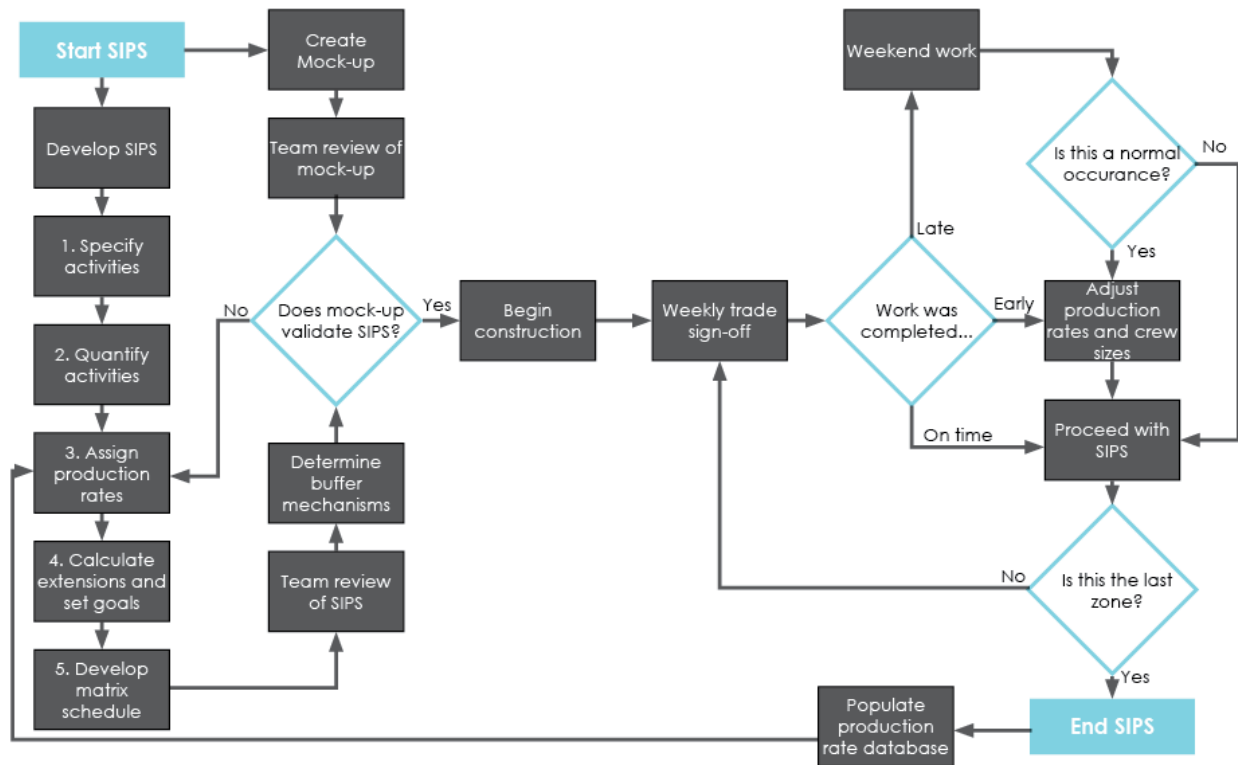 Start SIPS
Develop SIPS
1. Specify
activities
2. Quantify
activities
3. Assign
production
rates
4. Calculate
extensions and
set goals
5. Develop
matrix
schedule
Create
Mock-up
Team review of
mock-up
Does mock-up
validate SIPS?
No
Yes
Determine
buffer
mechanisms
Team review
of SIPS
Begin
construction
Weekly trade
sign-off
Work was
completed...
Late
Early
On time
Weekend work
Is this a normal
occurance?
No
Yes
Adjust
production
rates and crew
sizes
Proceed with
SIPS
Is this the last
zone?
No
Yes
End SIPS
Populate
production
rate database